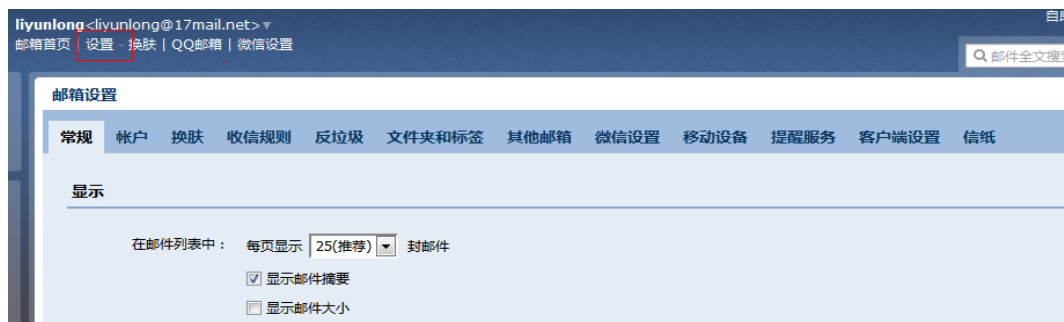 liyunlong<liyunlong@17mail.net>
邮箱首页 | 设置 - 换肤 | QQ邮箱 | 微信设置
邮件全文搜索
邮箱设置
常规 帐户 换肤 收信规则 反垃圾 文件夹和标签 其他邮箱 微信设置 移动设备 提醒服务 客户端设置 信纸
显示
在邮件列表中： 每页显示 25(推荐) 封邮件
显示邮件摘要
显示邮件大小